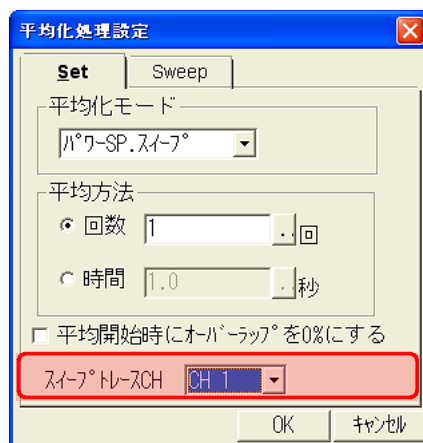 平均化処理設定
Set Sweep
平均化モード
ﾊﾟﾜｰSP.ｽｲｰﾌﾟ
平均方法
回数 1 .. 回
時間 1.0 .. 秒
平均開始時にｵｰﾊﾞｰﾗｯﾌﾟを0%にする
ｽｲｰﾌﾟﾄﾚｰｽCH CH 1
OK ｷｬﾝｾﾙ